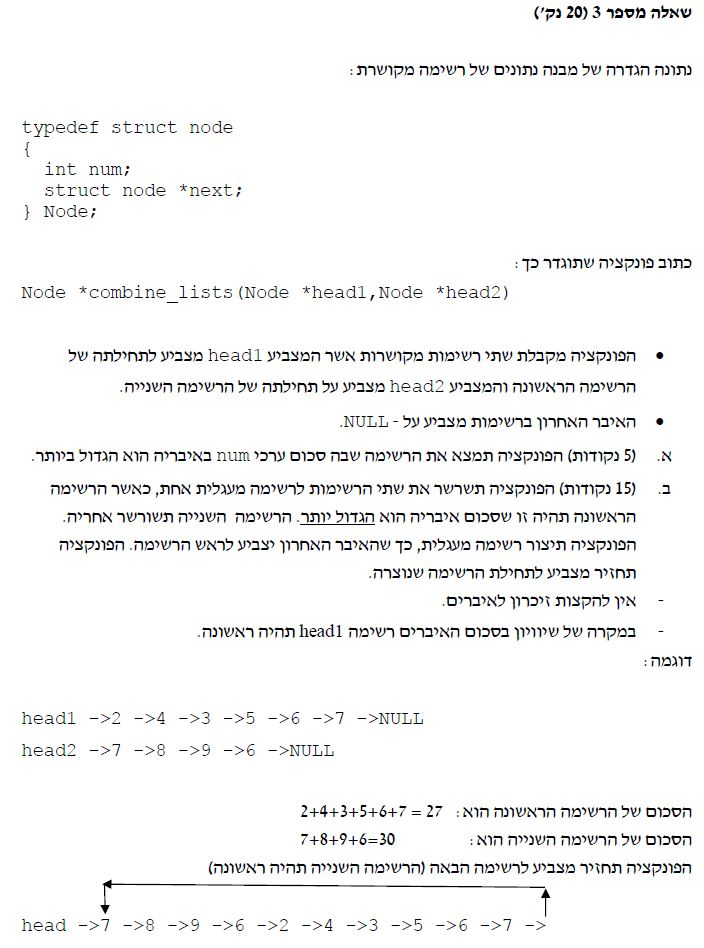 שאלה מספר 3 (20 נק')
נתונה הגדרה של מבנה נתונים של רשימה מקושרת:
typedef struct node
{
  int num;
  struct node *next;
} Node;
כתוב פונקציה שתוגדר כך:
Node *combine_lists(Node *head1,Node *head2)
• הפונקציה מקבלת שתי רשימות מקושרות אשר המצביע head1 מצביע לתחילתה של
הרשימה הראשונה והמצביע head2 מצביע על תחילתה של הרשימה השנייה.
• האיבר האחרון ברשימות מצביע על - NULL.
א. (5 נקודות) הפונקציה תמצא את הרשימה שבה סכום ערכי num באיבריה הוא הגדול ביותר.
ב. (15 נקודות) הפונקציה תשרשר את שתי הרשימות לרשימה מעגלית אחת, כאשר הרשימה
הראשונה תהיה זו שסכום איבריה הוא הגדול יותר. הרשימה השנייה תשורשר אחריה.
הפונקציה תיצור רשימה מעגלית, כך שהאיבר האחרון יצביע לראש הרשימה. הפונקציה
תחזיר מצביע לתחילת הרשימה שנוצרה.
- אין להקצות זיכרון לאיברים.
- במקרה של שיוויון בסכום האיברים רשימה head1 תהיה ראשונה.
דוגמה:
head1 ->2 ->4 ->3 ->5 ->6 ->7 ->NULL
head2 ->7 ->8 ->9 ->6 ->NULL
הסכום של הרשימה הראשונה הוא: 2+4+3+5+6+7 = 27
הסכום של הרשימה השנייה הוא: 7+8+9+6=30
הפונקציה תחזיר מצביע לרשימה הבאה (הרשימה השנייה תהיה ראשונה)
head ->7 ->8 ->9 ->6 ->2 ->4 ->3 ->5 ->6 ->7 ->